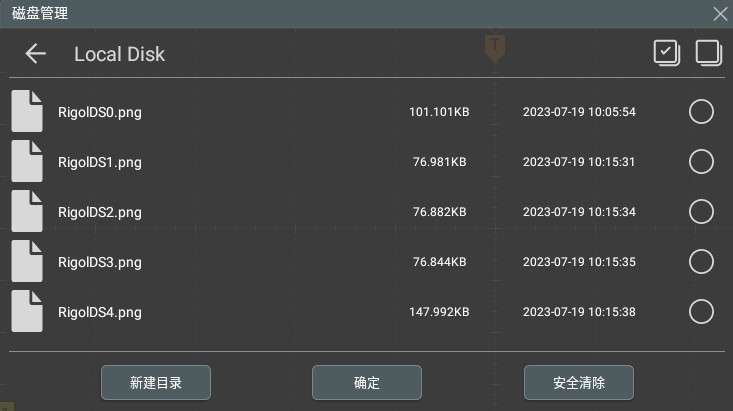 磁盘管理
Local Disk
T
RigolDS0.png 101.101KB 2023-07-19 10:05:54
RigolDS1.png 76.981KB 2023-07-19 10:15:31
RigolDS2.png 76.882KB 2023-07-19 10:15:34
RigolDS3.png 76.844KB 2023-07-19 10:15:35
RigolDS4.png 147.992KB 2023-07-19 10:15:38
新建目录 确定 安全清除